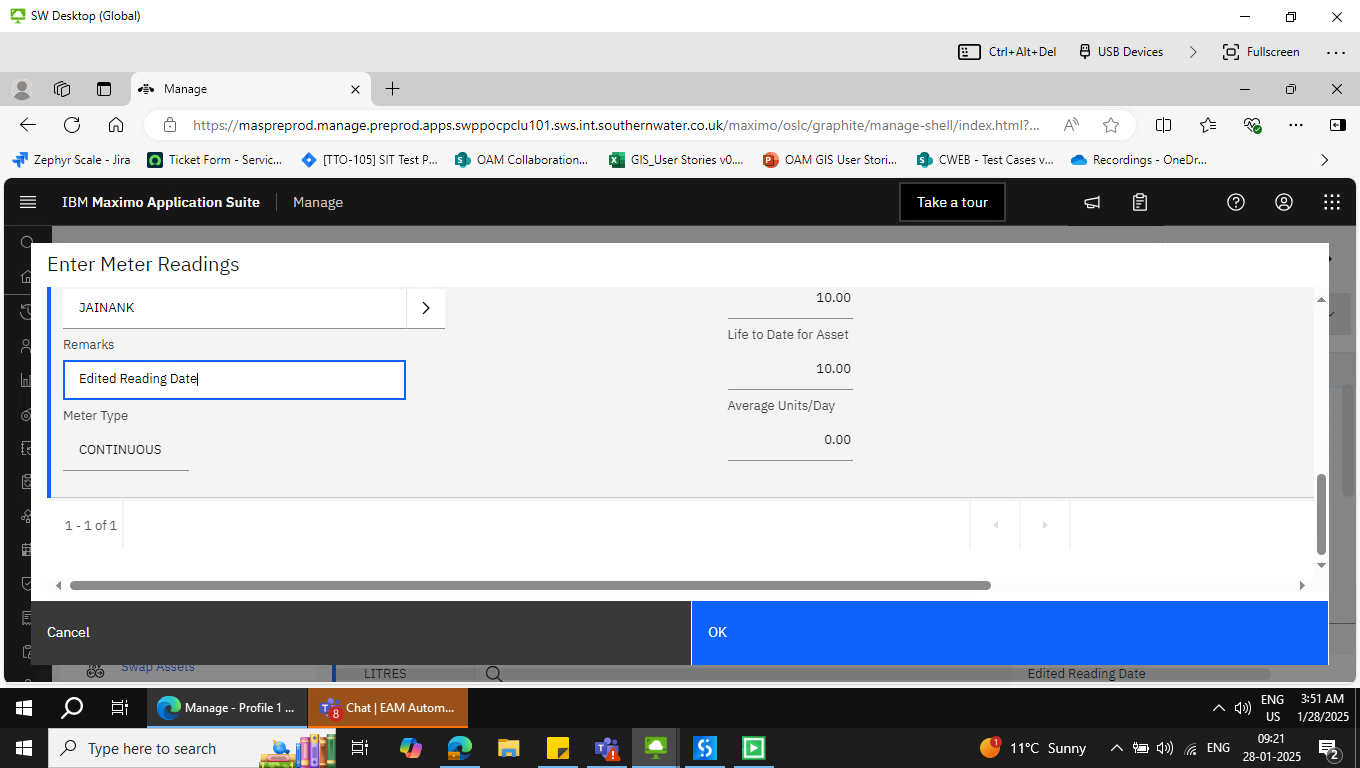 SW Desktop (Global)
Ctrl+Alt+Del
USB Devices
Fullscreen
Manage
https://maspreprod.manage.preprod.apps.swppocpclu101.sws.int.southernwater.co.uk/maximo/oslc/graphite/manage-shell/index.html?...
Zephyr Scale - Jira
Ticket Form - Servic...
[TTO-105] SIT Test P...
OAM Collaboration...
GIS_User Stories v0....
OAM GIS User Stori...
CWEB - Test Cases v...
Recordings - OneDr...
IBM Maximo Application Suite
Manage
Take a tour
Enter Meter Readings
JAINANK
10.00
Remarks
Life to Date for Asset
Edited Reading Date
10.00
Meter Type
Average Units/Day
CONTINUOUS
0.00
1 - 1 of 1
Cancel
OK
Swap Assets
LITRES
Edited Reading Date
Manage - Profile 1 ...
8
Chat | EAM Autom...
ENG
US
3:51 AM
1/28/2025
Type here to search
1
11°C Sunny
ENG
09:21
28-01-2025
2